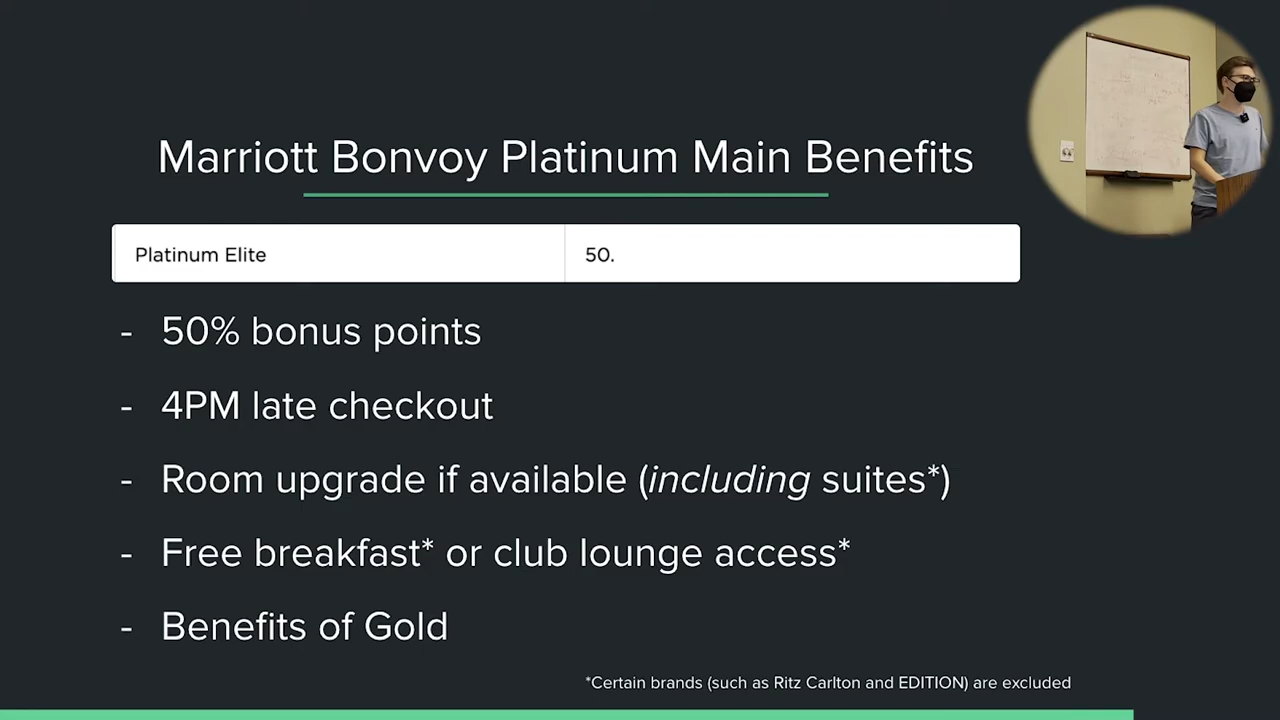 Marriott Bonvoy Platinum Main Benefits
Platinum Elite 50.
- 50% bonus points
- 4PM late checkout
- Room upgrade if available (including suites*)
- Free breakfast* or club lounge access*
- Benefits of Gold
*Certain brands (such as Ritz Carlton and EDITION) are excluded